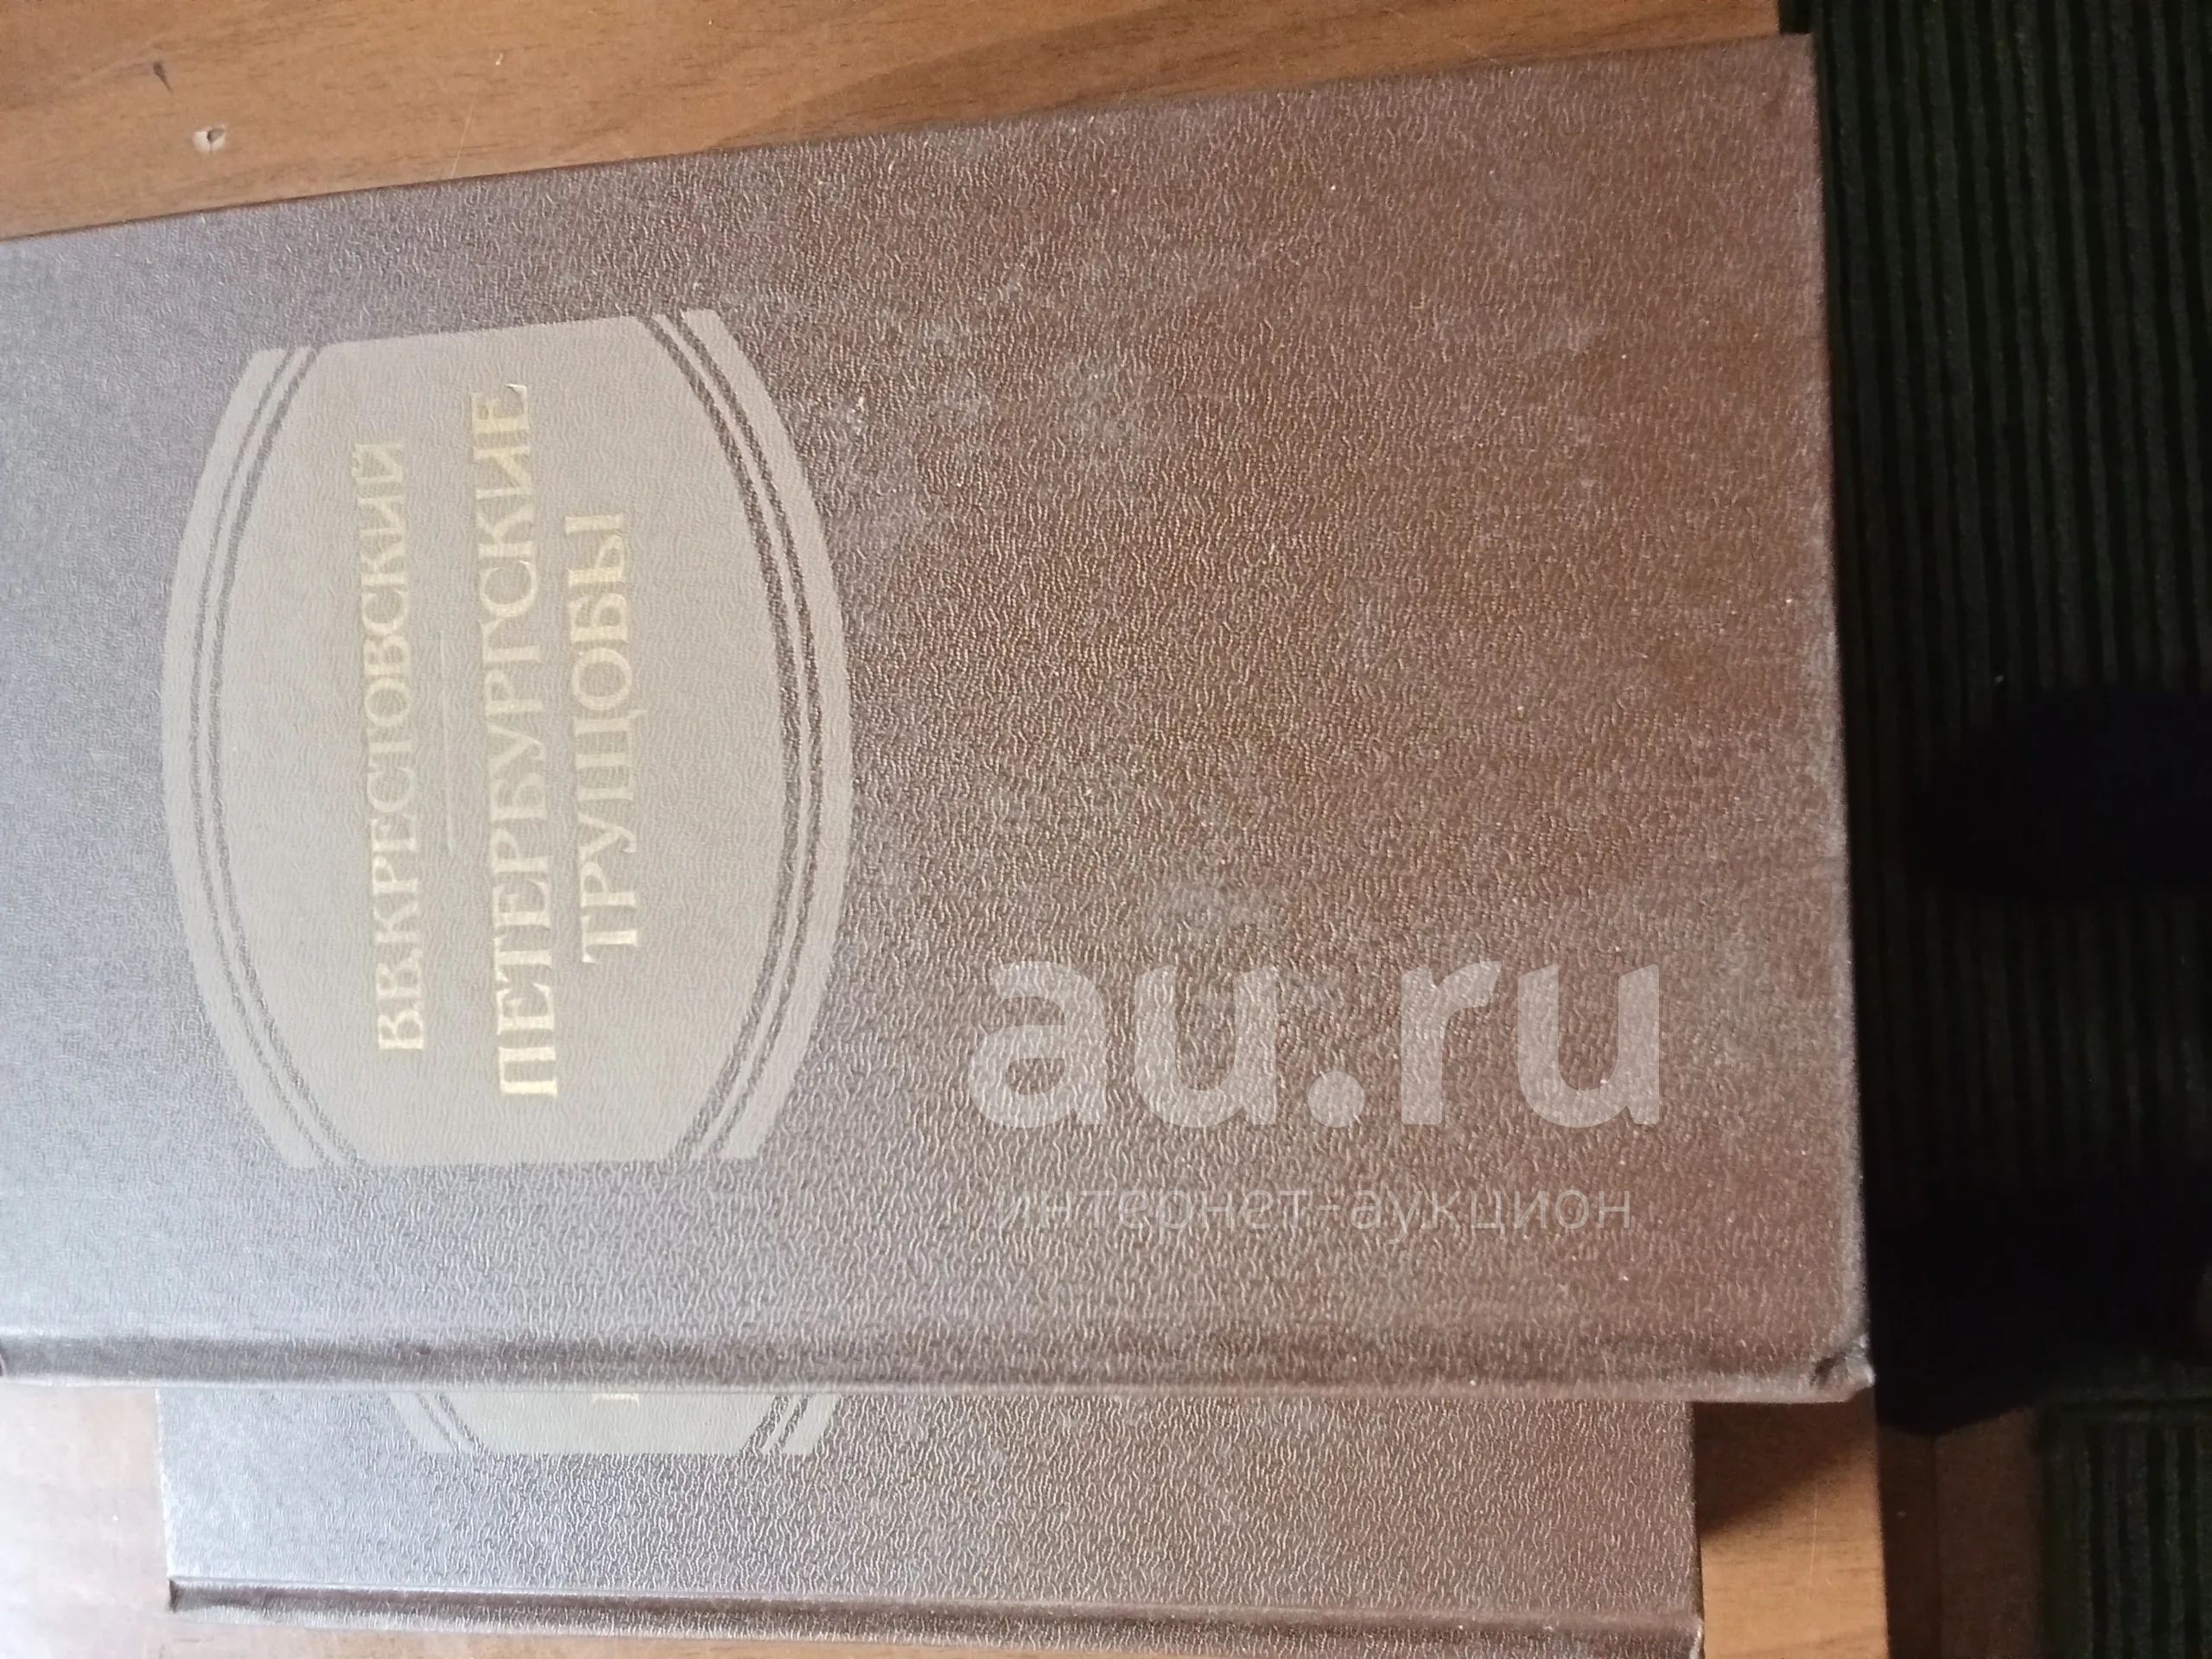 В.В.КРЕСТОВСКИЙ
ПЕТЕРБУРГСКИЕ
ТРУЩОБЫ
au.ru
интернет-аукцион